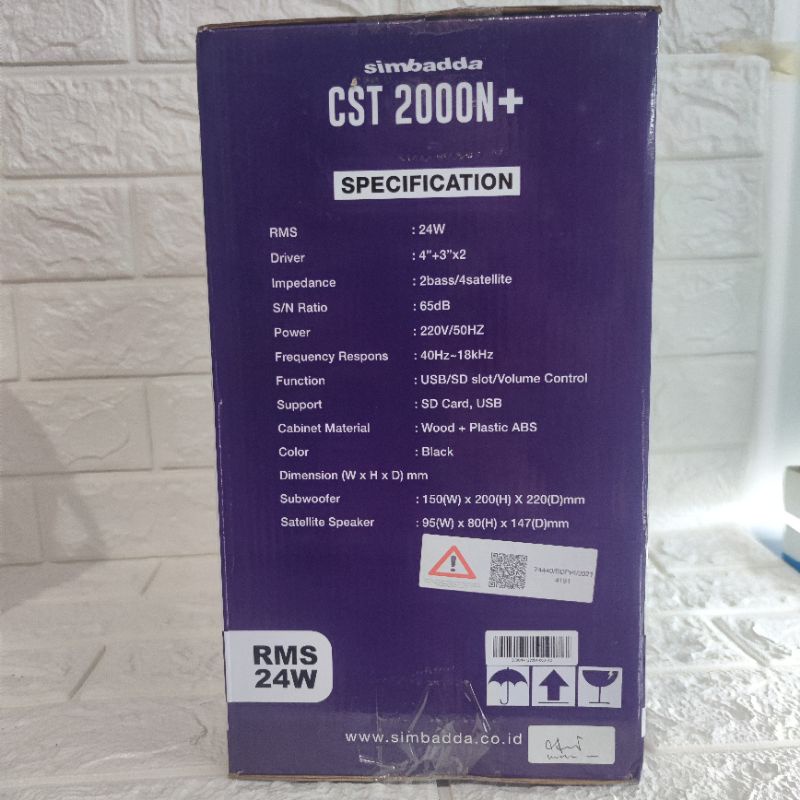 simbadda
CST 2000N+
SPECIFICATION
RMS : 24W
Driver : 4"+3"x2
Impedance : 2bass/4satellite
S/N Ratio : 65dB
Power : 220V/50HZ
Frequency Respons : 40Hz~18kHz
Function : USB/SD slot/Volume Control
Support : SD Card, USB
Cabinet Material : Wood + Plastic ABS
Color : Black
Dimension (W x H x D) mm
Subwoofer : 150(W) x 200(H) X 220(D)mm
Satellite Speaker : 95(W) x 80(H) x 147(D)mm
RMS
24W
www.simbadda.co.id